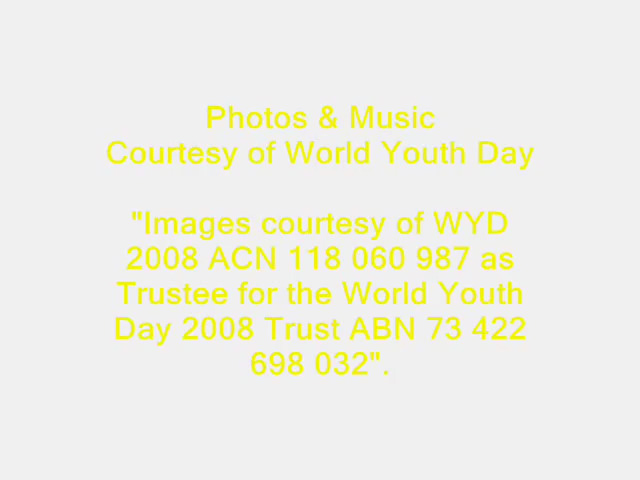 Photos & Music
Courtesy of World Youth Day
"Images courtesy of WYD
2008 ACN 118 060 987 as
Trustee for the World Youth
Day 2008 Trust ABN 73 422
698 032".